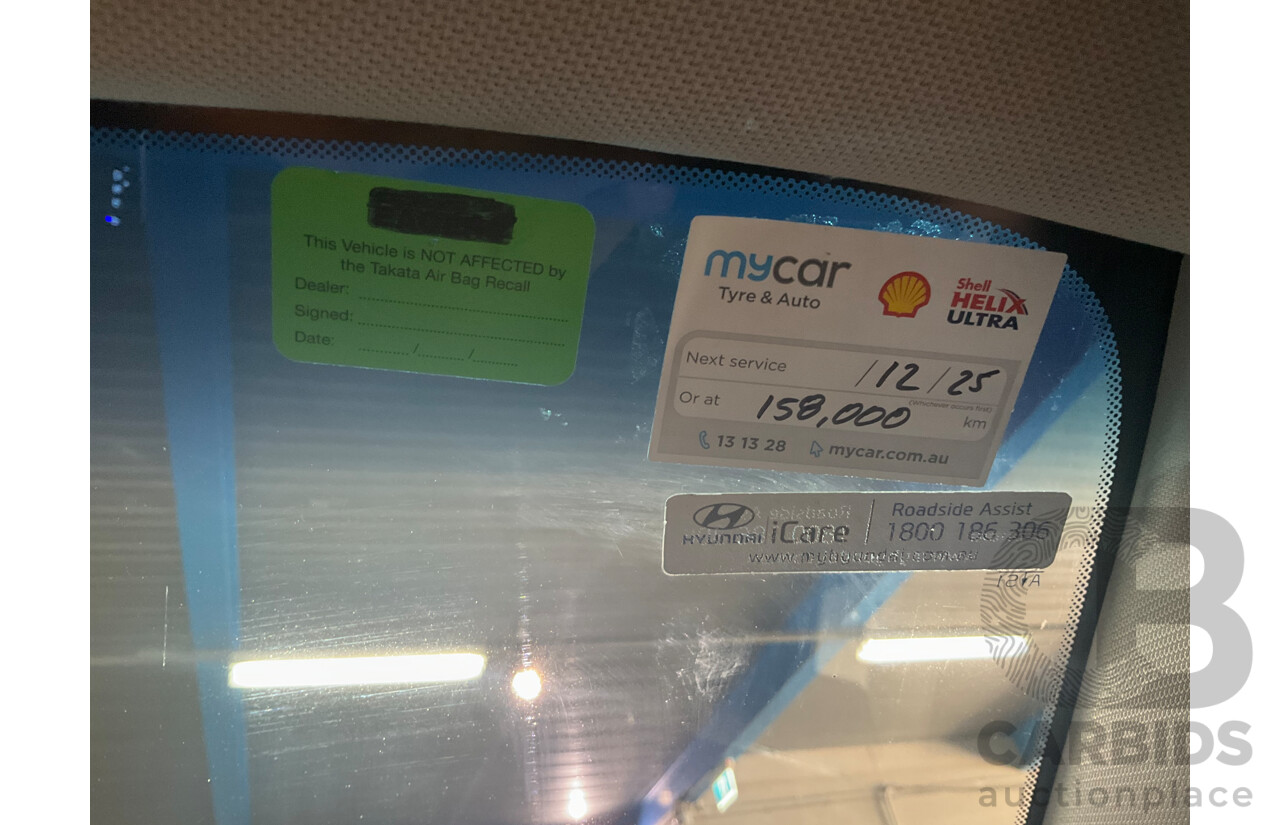 This Vehicle is NOT AFFECTED by
the Takata Air Bag Recall
Dealer:
Signed:
Date: / /
mycar
Tyre & Auto
Shell
HELIX
ULTRA
Next service /12/25
(Whichever occurs first)
Or at 158,000 km
13 13 28 mycar.com.au
HYUNDAI iCare
Roadside Assist
1800 186 306
CARBIDS
auctionplace